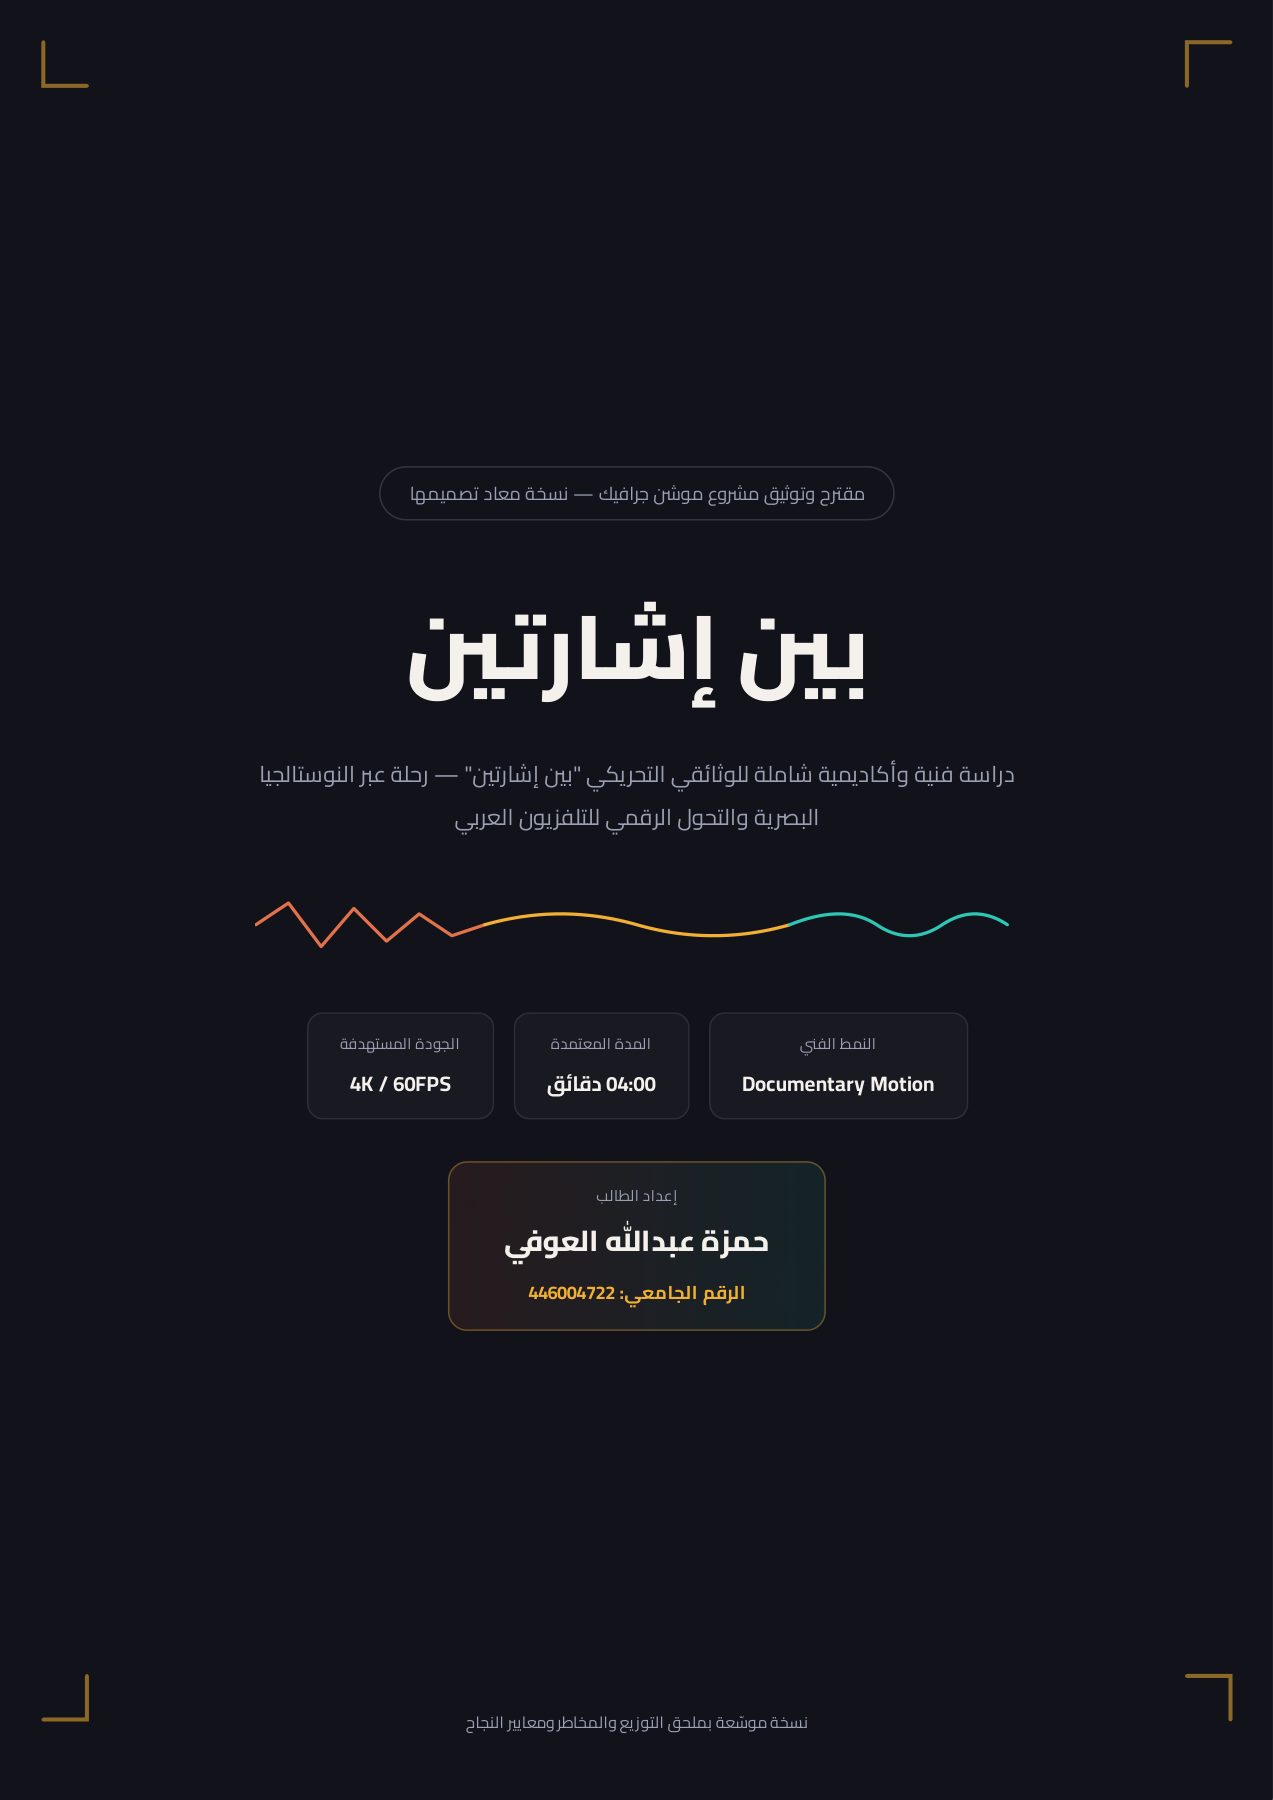 مقترح وتوثيق مشروع موشن جرافيك — نسخة معاد تصميمها
بين إشارتين
دراسة فنية وأكاديمية شاملة للوثائقي التحريكي "بين إشارتين" — رحلة عبر النوستالجيا
البصرية والتحول الرقمي للتلفزيون العربي
النمط الفني
Documentary Motion
المدة المعتمدة
04:00 دقائق
الجودة المستهدفة
4K / 60FPS
إعداد الطالب
حمزة عبدالله العوفي
الرقم الجامعي: 446004722
نسخة موسّعة بملحق التوزيع والمخاطر ومعايير النجاح